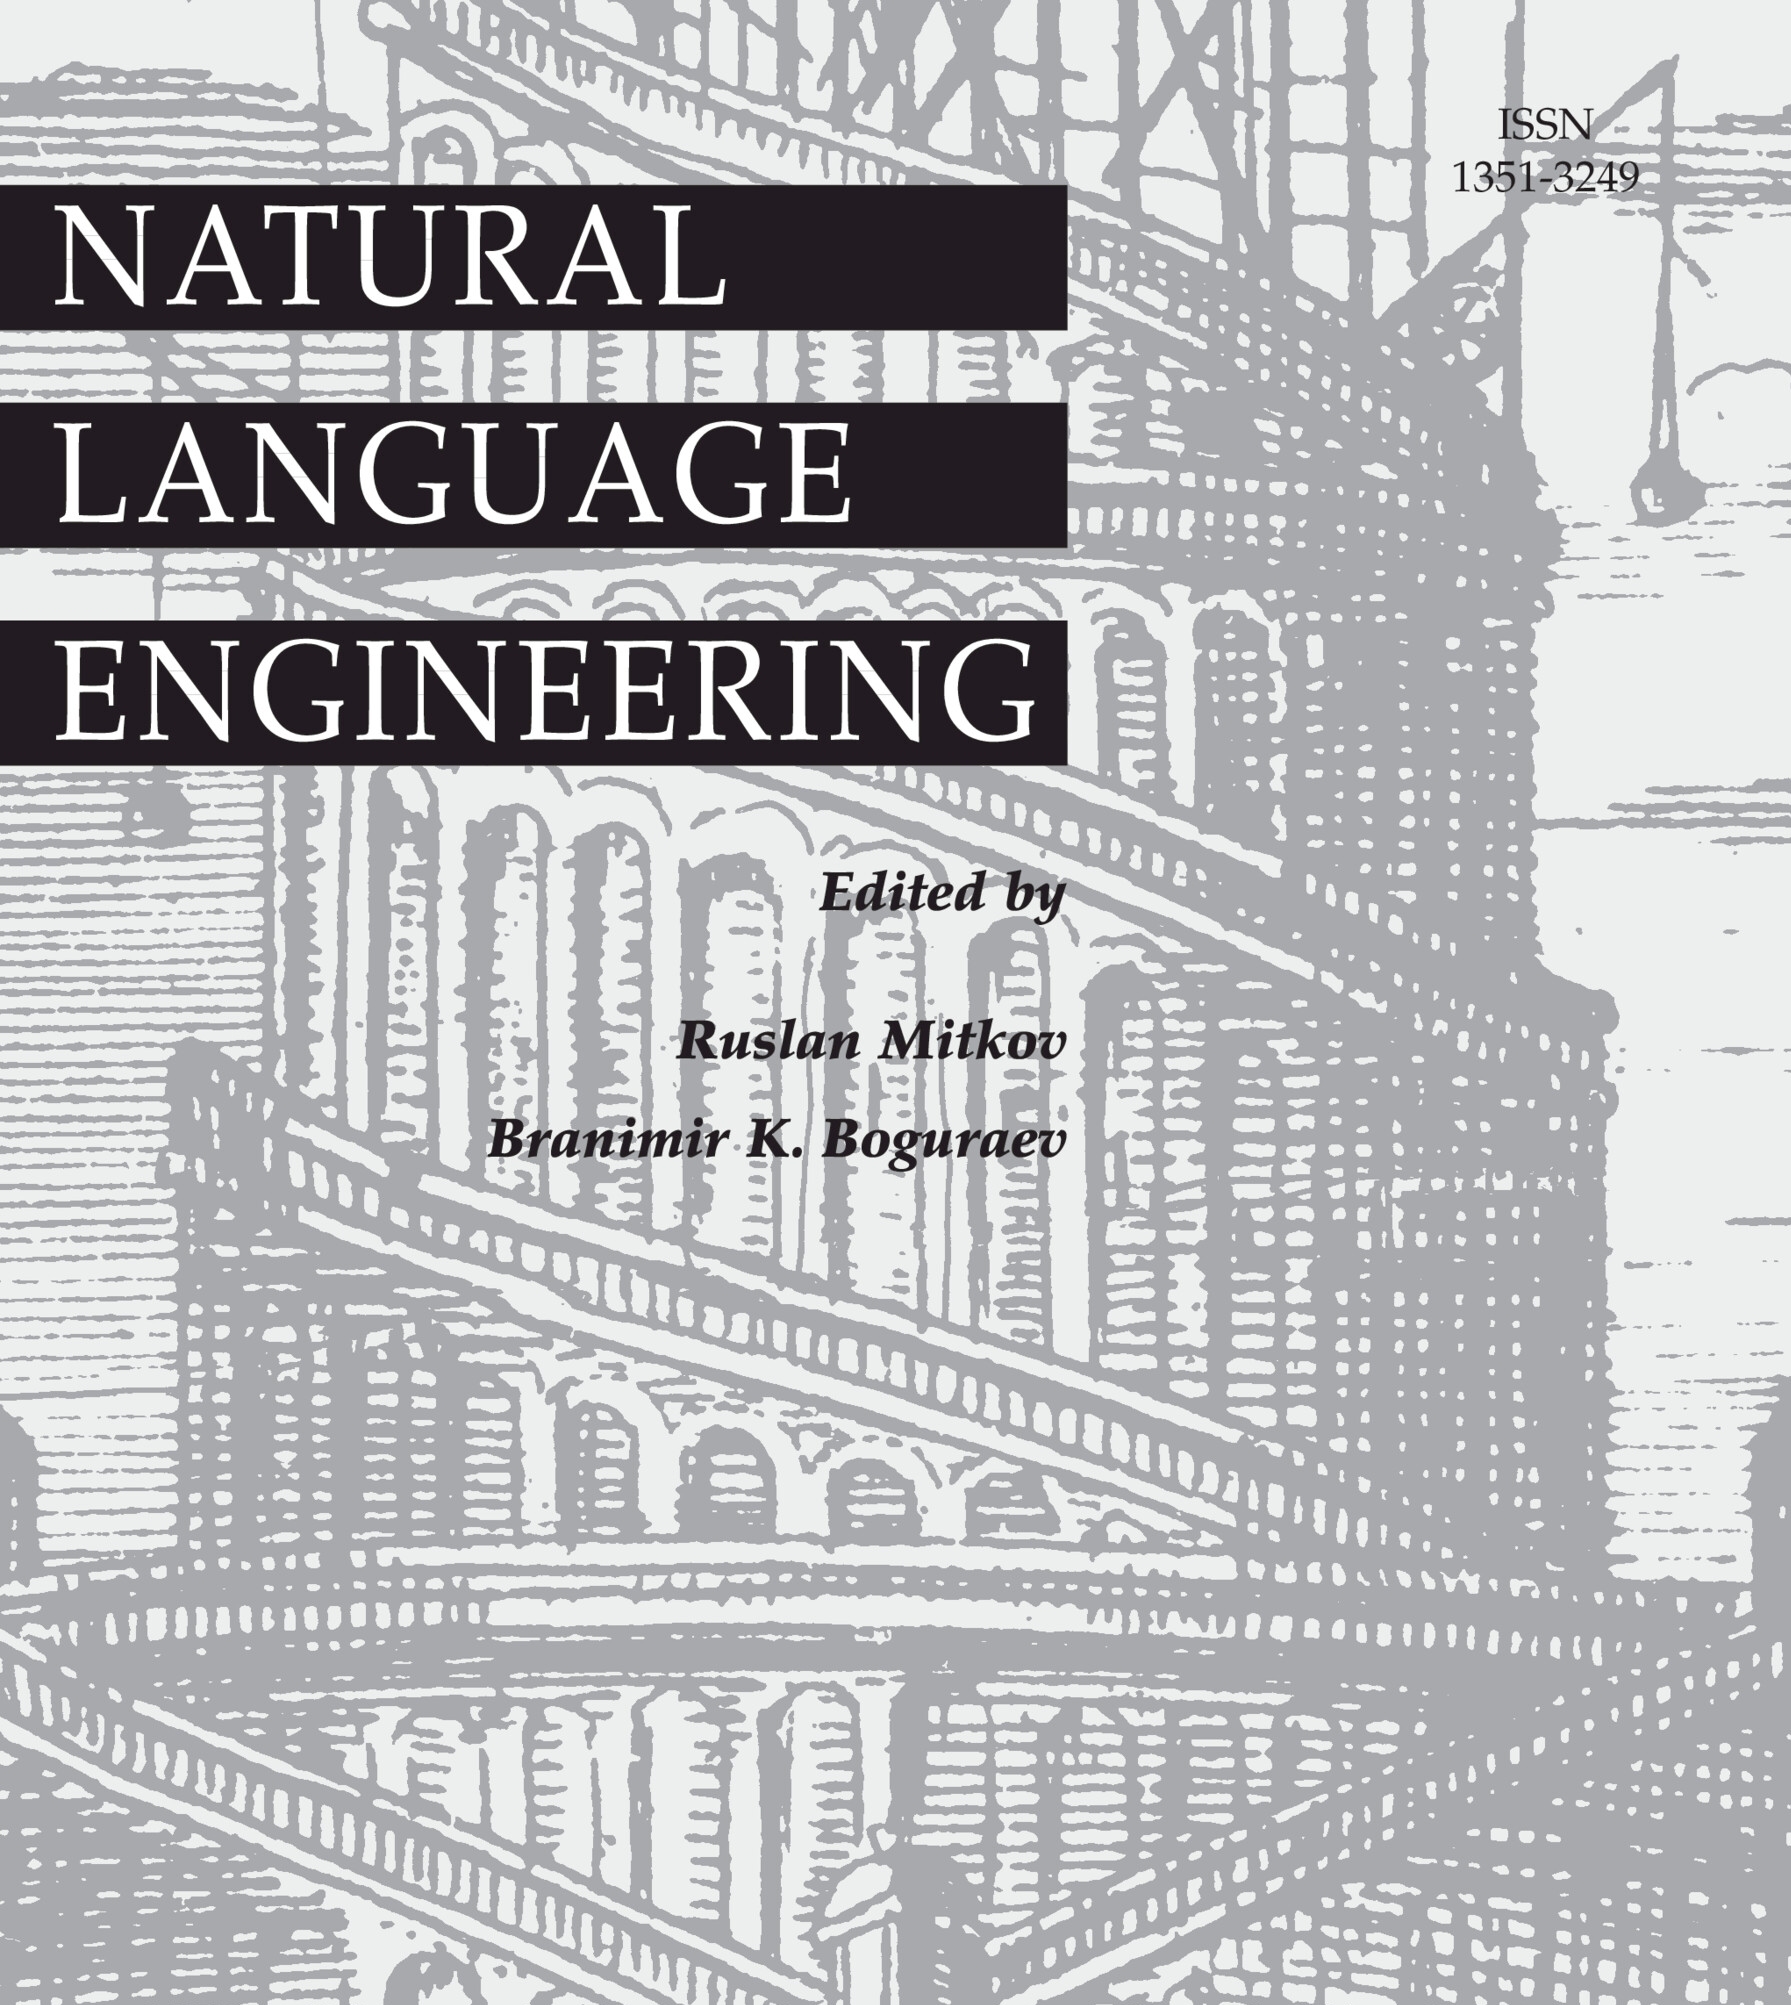 ISSN
1351-3249
NATURAL
LANGUAGE
ENGINEERING
Edited by
Ruslan Mitkov
Branimir K. Boguraev